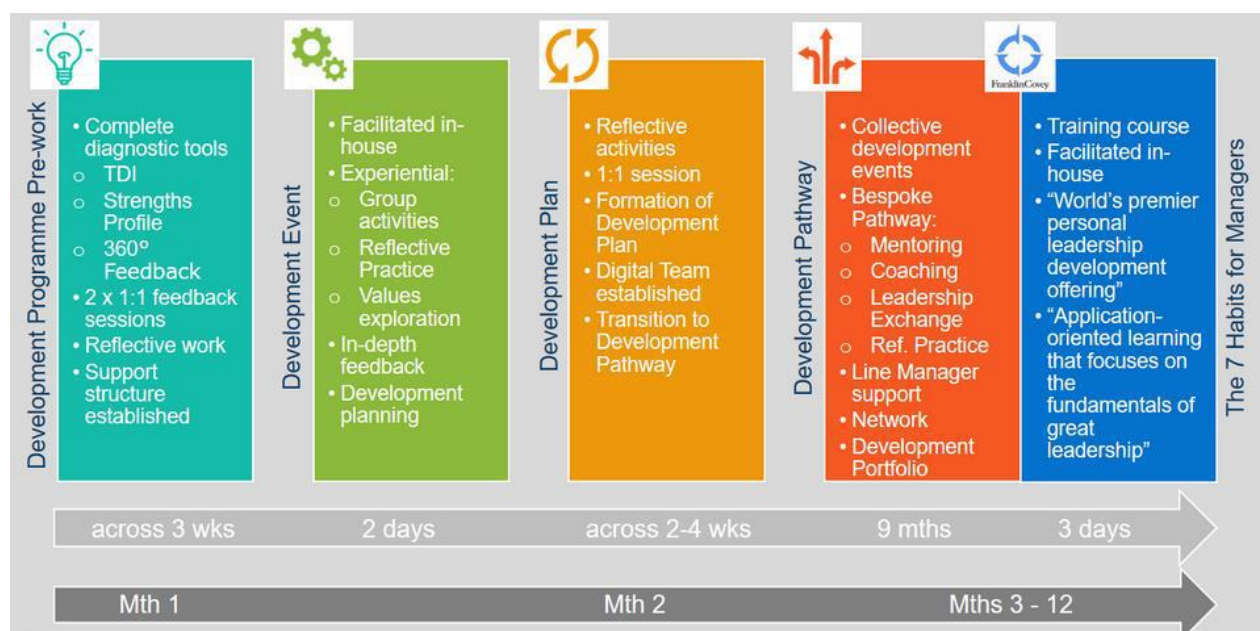 Development Programme Pre-work
• Complete
diagnostic tools
o TDI
o Strengths
Profile
o 360º
Feedback
• 2 x 1:1 feedback
sessions
• Reflective work
• Support
structure
established
Development Event
• Facilitated in-
house
• Experiential:
o Group
activities
o Reflective
Practice
o Values
exploration
• In-depth
feedback
• Development
planning
Development Plan
• Reflective
activities
• 1:1 session
• Formation of
Development
Plan
• Digital Team
established
• Transition to
Development
Pathway
Development Pathway
• Collective
development
events
• Bespoke
Pathway:
o Mentoring
o Coaching
o Leadership
Exchange
o Ref. Practice
• Line Manager
support
• Network
• Development
Portfolio
FranklinCovey
• Training course
• Facilitated in-
house
• “World’s premier
personal
leadership
development
offering”
• “Application-
oriented learning
that focuses on
the
fundamentals of
great
leadership”
The 7 Habits for Managers
across 3 wks
2 days
across 2-4 wks
9 mths
3 days
Mth 1
Mth 2
Mths 3 - 12